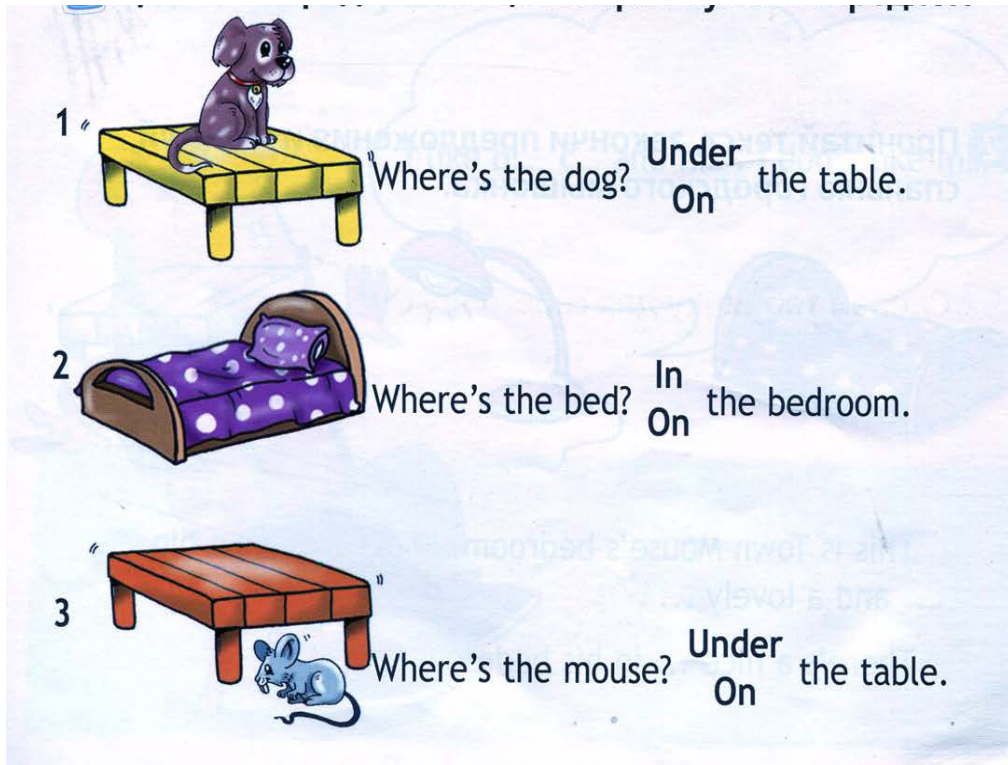 1
Under
Where's the dog? the table.
On
2
In
Where's the bed? the bedroom.
On
3
Under
Where's the mouse? the table.
On